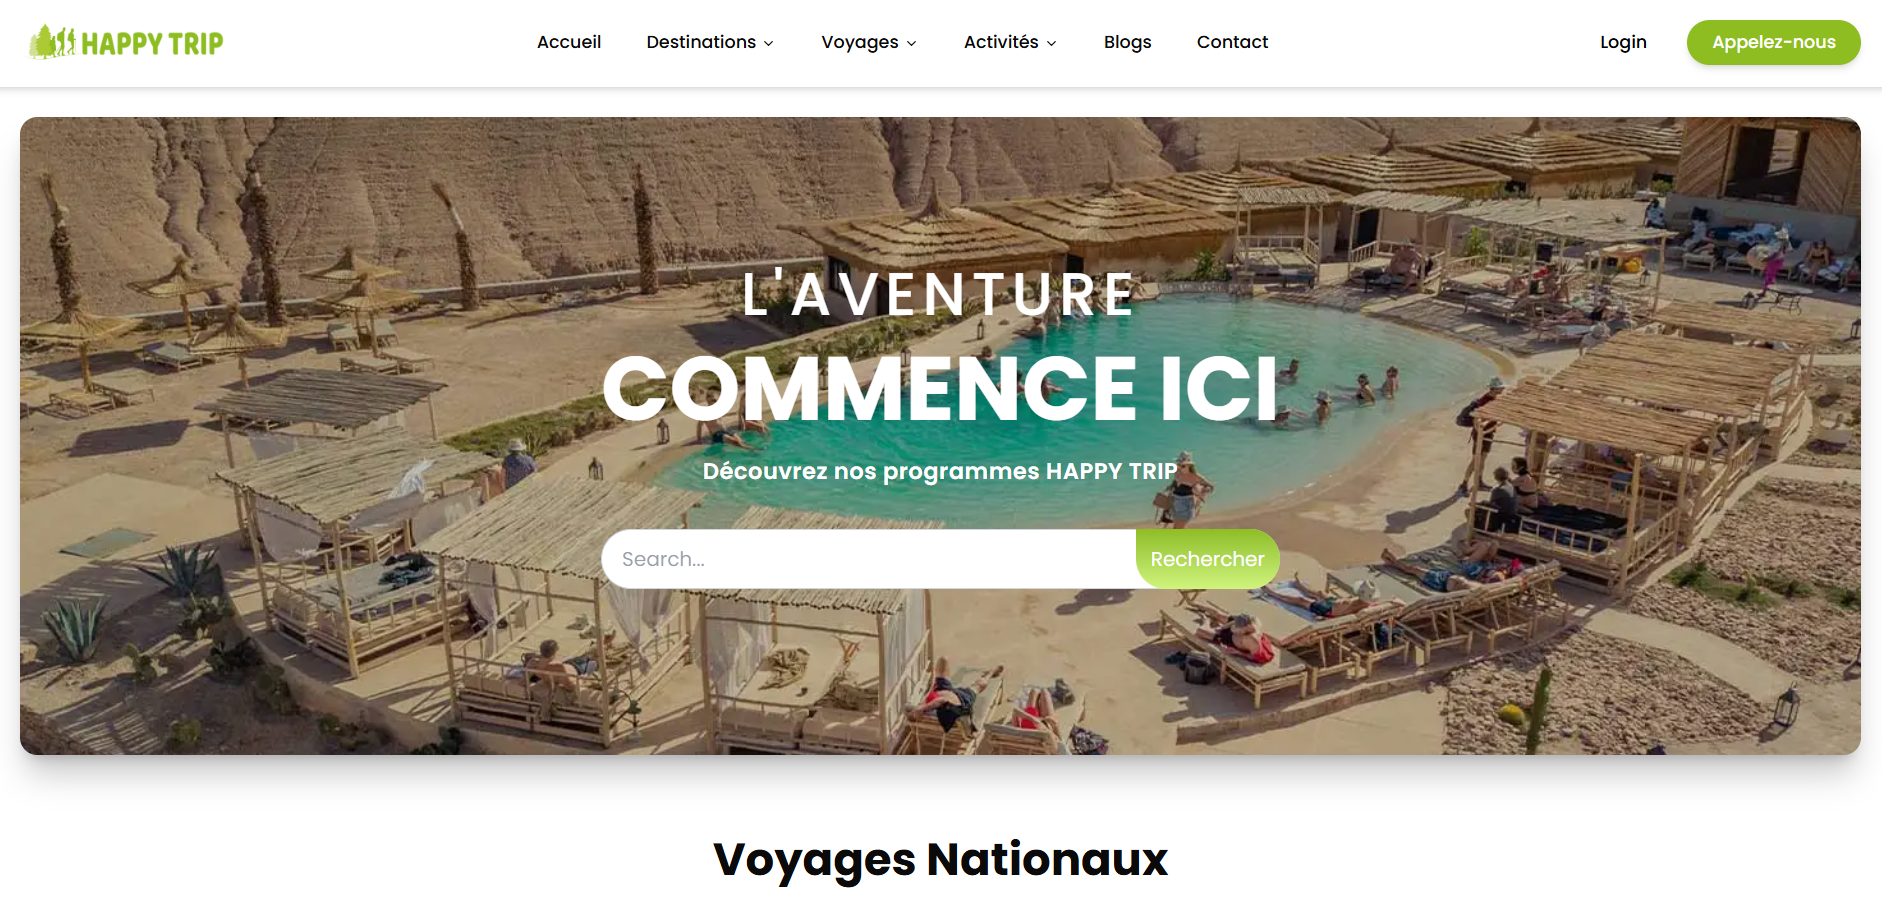 HAPPY TRIP
Accueil Destinations Voyages Activités Blogs Contact
Login Appelez-nous
L'AVENTURE
COMMENCE ICI
Découvrez nos programmes HAPPY TRIP
Search... Rechercher
Voyages Nationaux